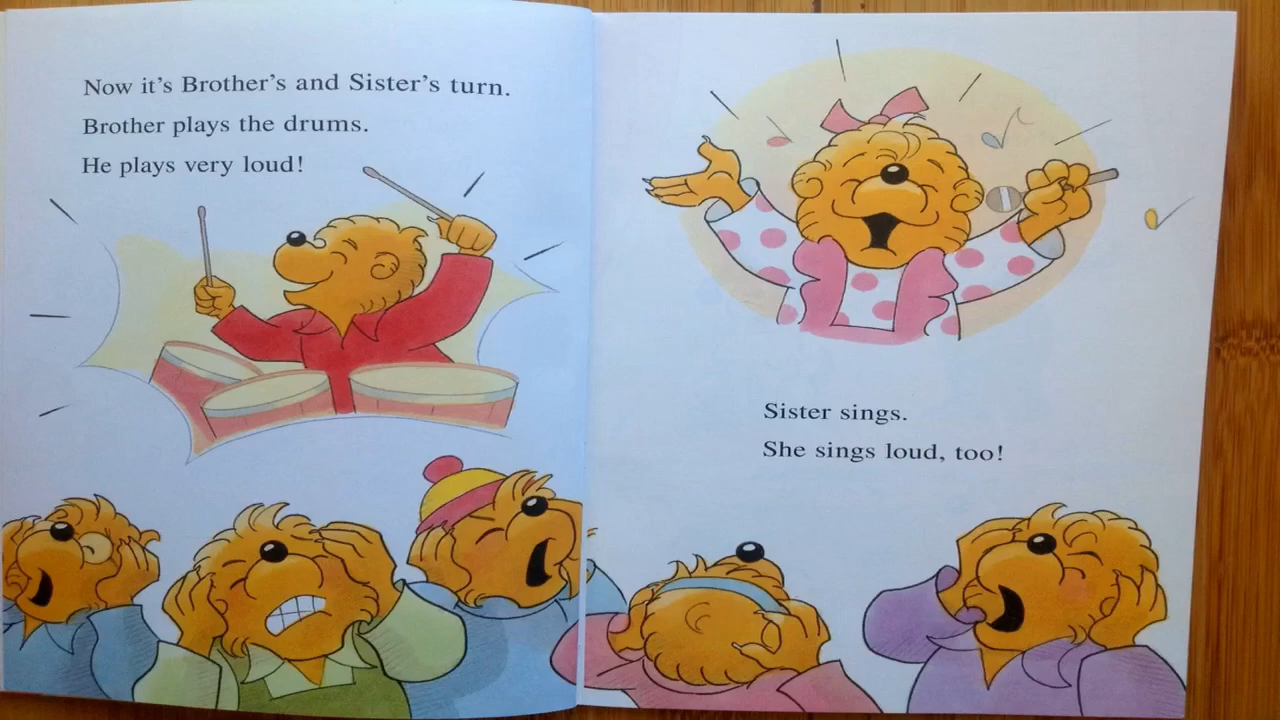 Now it's Brother's and Sister's turn.
Brother plays the drums.
He plays very loud!
Sister sings.
She sings loud, too!